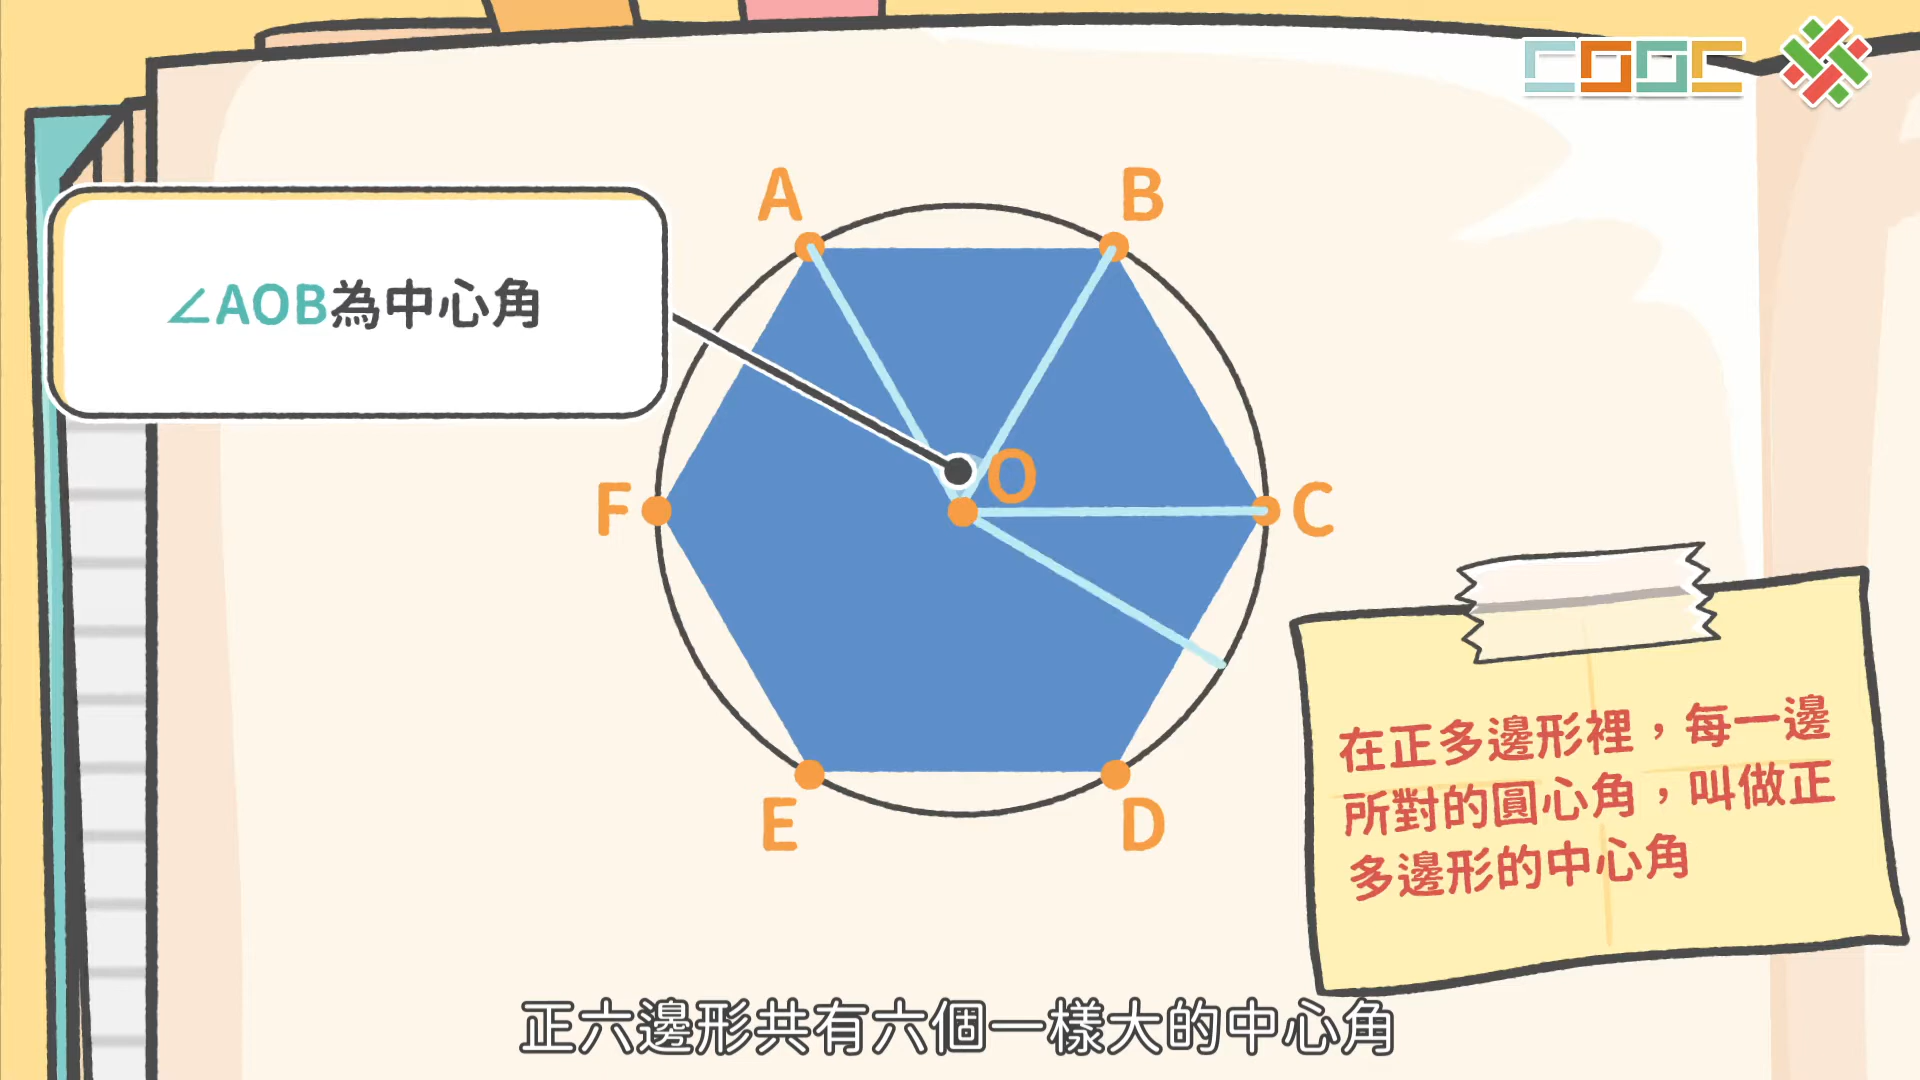 COOC
A
B
∠AOB為中心角
O
F
C
在正多邊形裡，每一邊
所對的圓心角，叫做正
多邊形的中心角
E
D
正六邊形共有六個一樣大的中心角